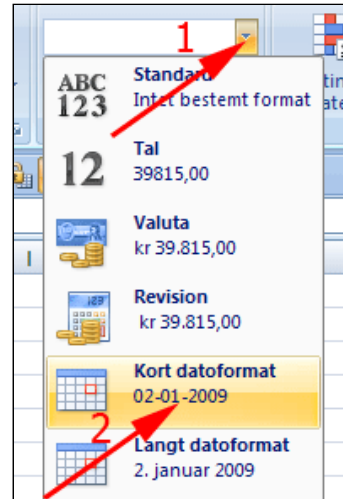 1
ABC
123
Standard
Intet bestemt format
12
Tal
39815,00
Valuta
kr 39.815,00
Revision
kr 39.815,00
Kort datoformat
02-01-2009
2
Langt datoformat
2. januar 2009
I